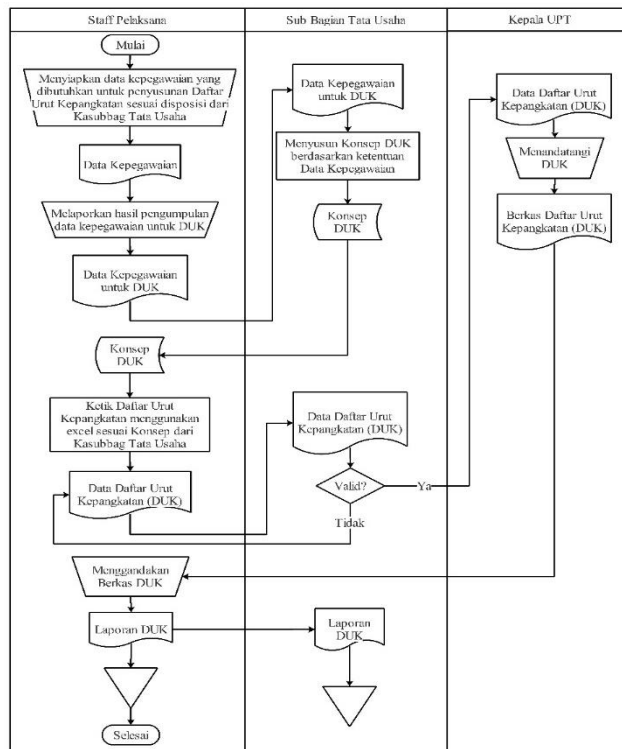 Staff Pelaksana
Sub Bagian Tata Usaha
Kepala UPT
Mulai
Menyiapkan data kepegawaian yang
dibutuhkan untuk penyusunan Daftar
Urut Kepangkatan sesuai disposisi dari
Kasubbag Tata Usaha
Data Kepegawaian
Melaporkan hasil pengumpulan
data kepegawaian untuk DUK
Data Kepegawaian
untuk DUK
Konsep
DUK
Ketik Daftar Urut
Kepangkatan menggunakan
excel sesuai Konsep dari
Kasubbag Tata Usaha
Data Daftar Urut
Kepangkatan (DUK)
Menggandakan
Berkas DUK
Laporan DUK
Selesai
Data Kepegawaian
untuk DUK
Menyusun Konsep DUK
berdasarkan ketentuan
Data Kepegawaian
Konsep
DUK
Data Daftar Urut
Kepangkatan (DUK)
Valid?
Ya
Tidak
Laporan
DUK
Data Daftar Urut
Kepangkatan (DUK)
Menandatangi
DUK
Berkas Daftar Urut
Kepangkatan (DUK)